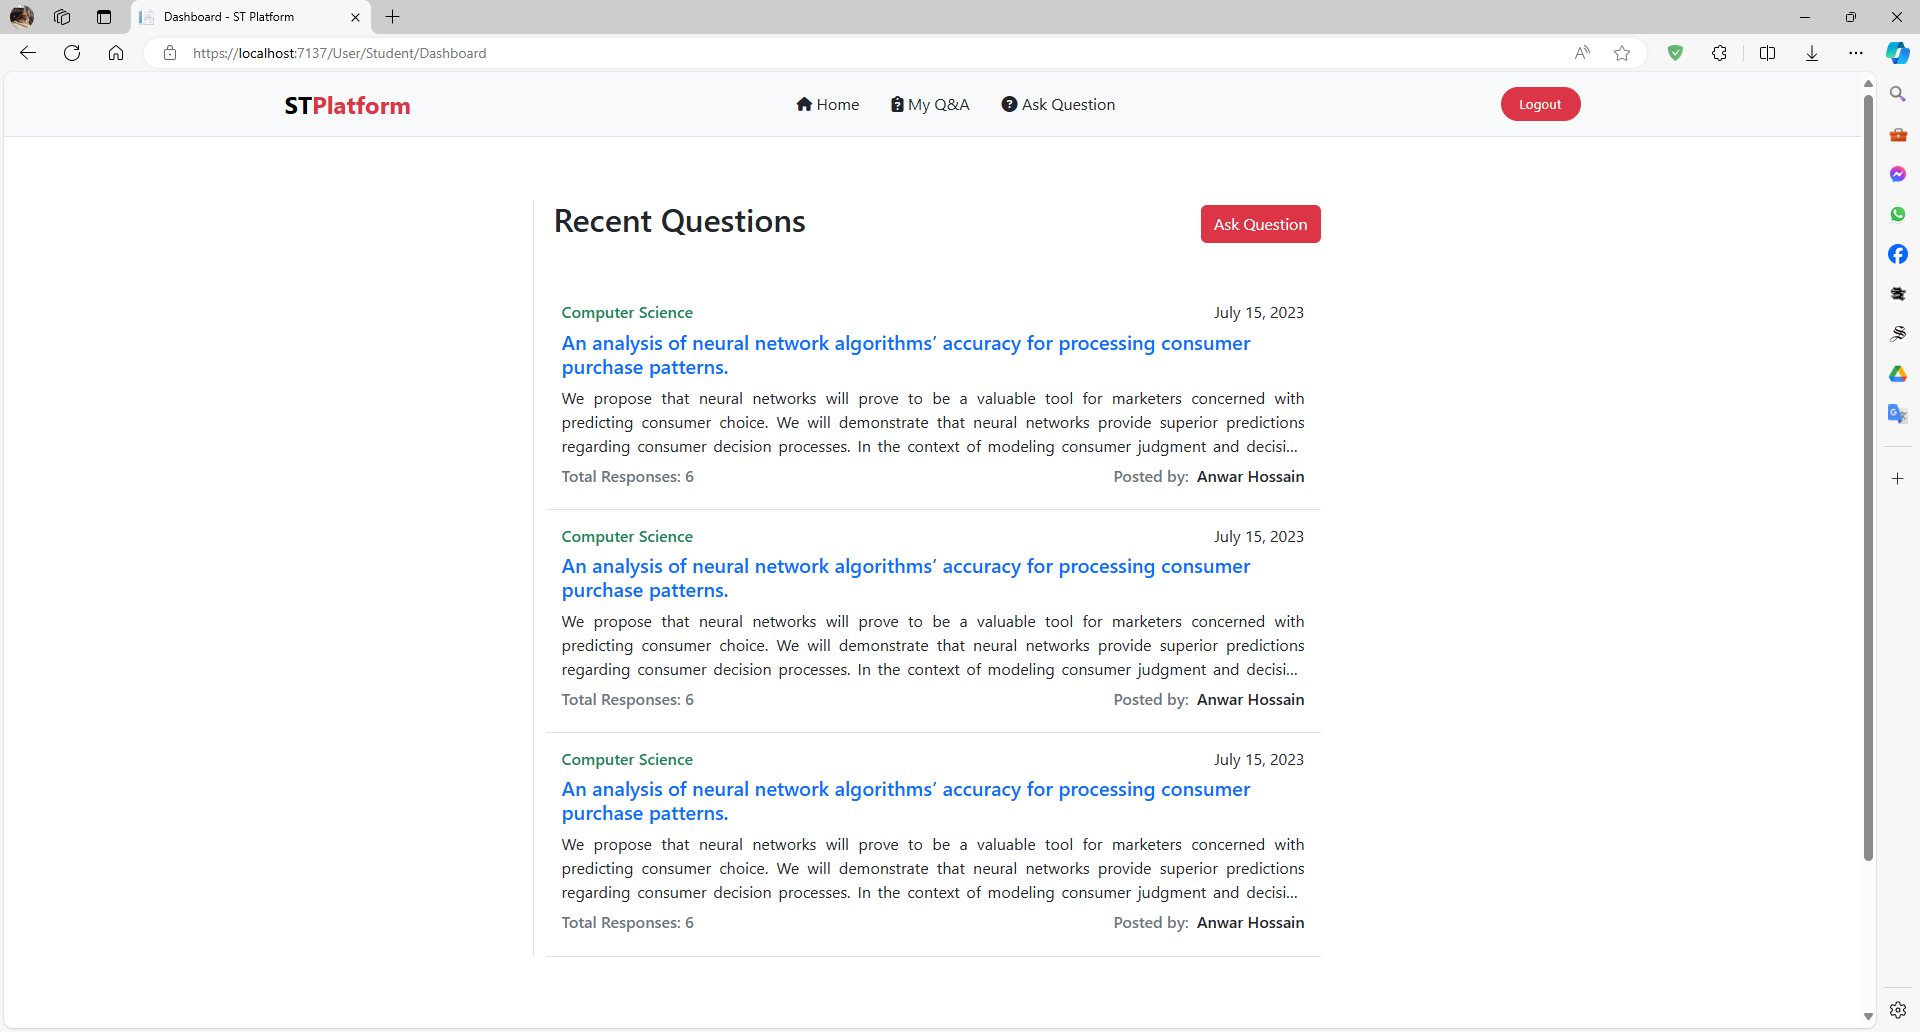 Dashboard - ST Platform
https://localhost:7137/User/Student/Dashboard
STPlatform
Home
My Q&A
Ask Question
Logout
Recent Questions
Ask Question
Computer Science
July 15, 2023
An analysis of neural network algorithms’ accuracy for processing consumer
purchase patterns.
We propose that neural networks will prove to be a valuable tool for marketers concerned with
predicting consumer choice. We will demonstrate that neural networks provide superior predictions
regarding consumer decision processes. In the context of modeling consumer judgment and decisi...
Total Responses: 6
Posted by: Anwar Hossain
Computer Science
July 15, 2023
An analysis of neural network algorithms’ accuracy for processing consumer
purchase patterns.
We propose that neural networks will prove to be a valuable tool for marketers concerned with
predicting consumer choice. We will demonstrate that neural networks provide superior predictions
regarding consumer decision processes. In the context of modeling consumer judgment and decisi...
Total Responses: 6
Posted by: Anwar Hossain
Computer Science
July 15, 2023
An analysis of neural network algorithms’ accuracy for processing consumer
purchase patterns.
We propose that neural networks will prove to be a valuable tool for marketers concerned with
predicting consumer choice. We will demonstrate that neural networks provide superior predictions
regarding consumer decision processes. In the context of modeling consumer judgment and decisi...
Total Responses: 6
Posted by: Anwar Hossain